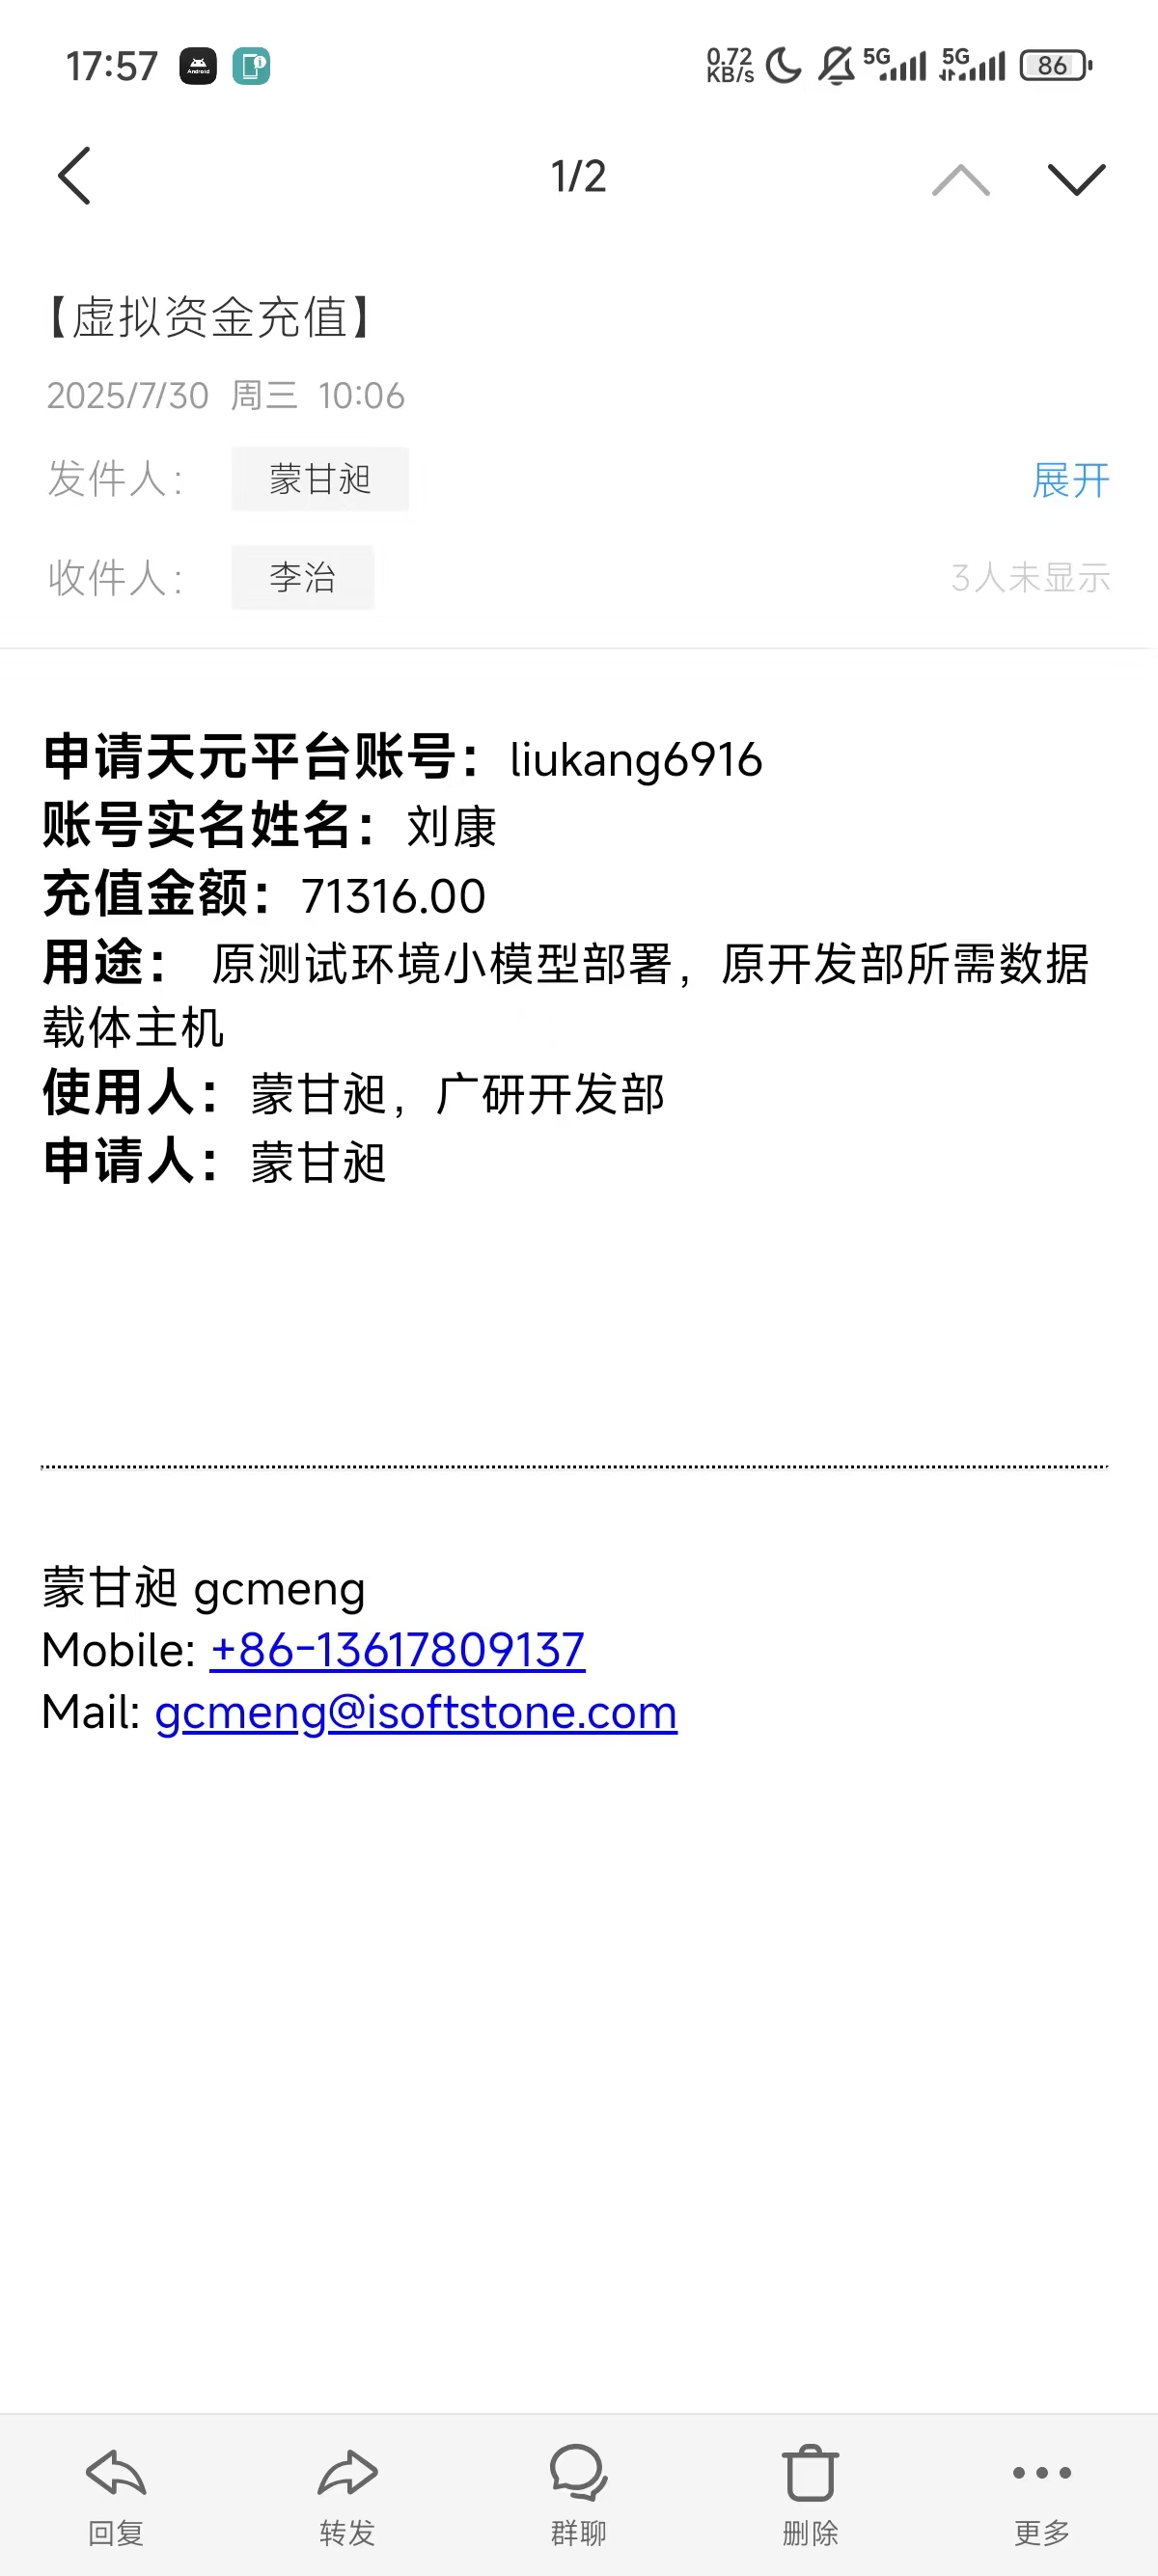 17:57
0.72 KB/s 5G 5G 86
1/2
【虚拟资金充值】
2025/7/30 周三 10:06
发件人： 蒙甘昶 展开
收件人： 李治 3人未显示
申请天元平台账号：liukang6916
账号实名姓名：刘康
充值金额：71316.00
用途： 原测试环境小模型部署，原开发部所需数据
载体主机
使用人：蒙甘昶，广研开发部
申请人：蒙甘昶
蒙甘昶 gcmeng
Mobile: +86-13617809137
Mail: gcmeng@isoftstone.com
回复 转发 群聊 删除 更多